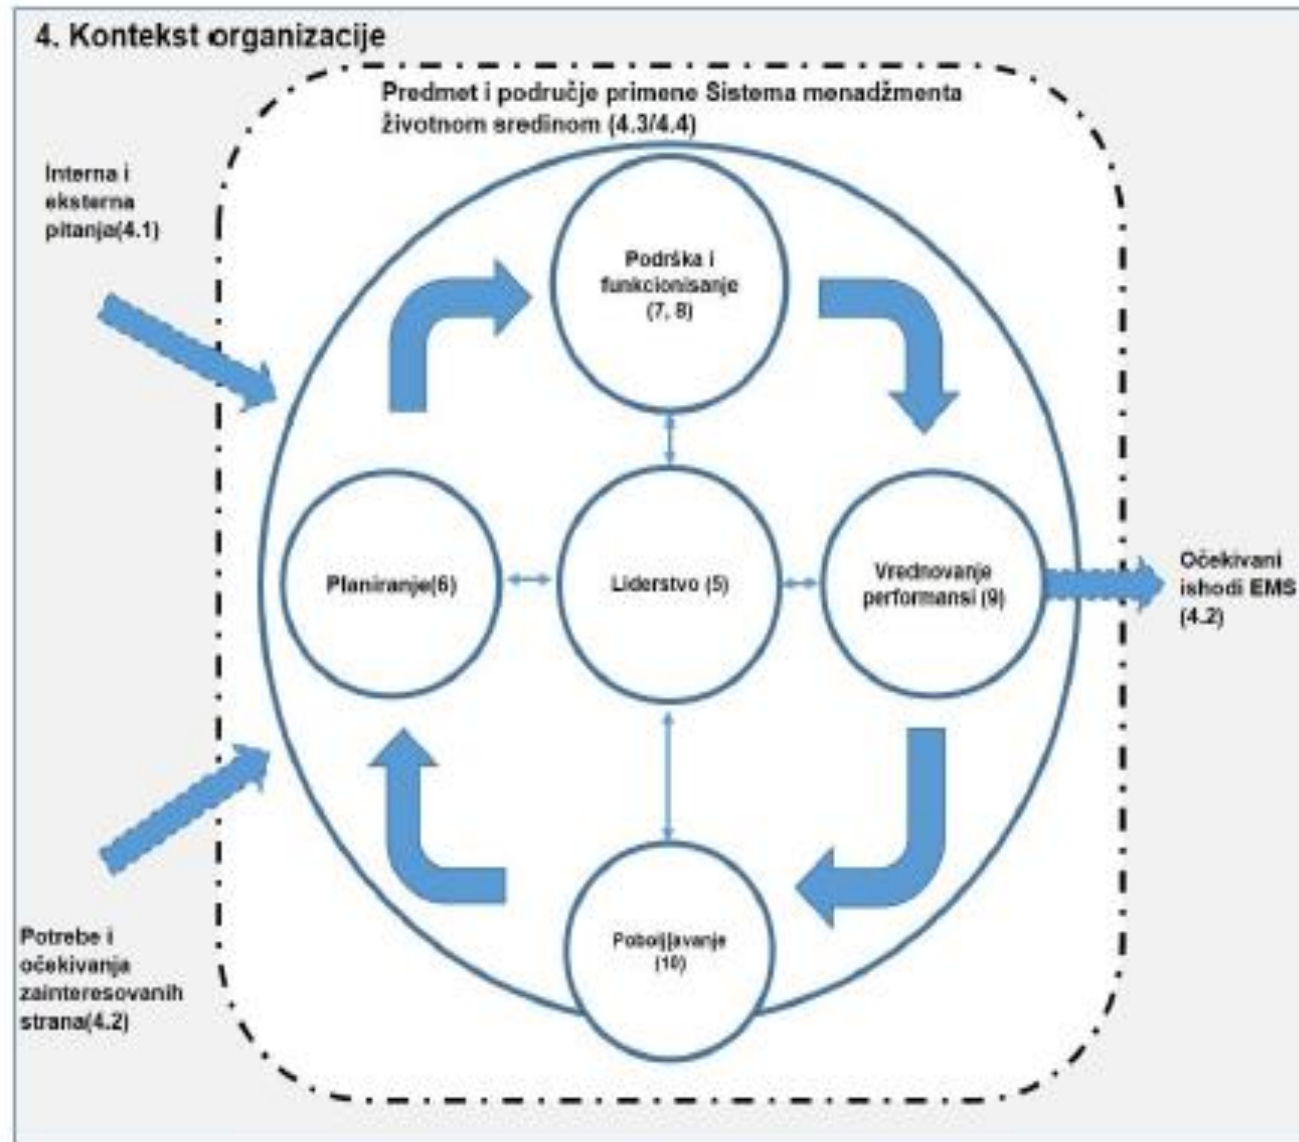 4. Kontekst organizacije
Predmet i područje primene Sistema menadžmenta
životnom sredinom (4.3/4.4)
Interna i
eksterna
pitanja(4.1)
Podrška i
funkcionisanje
(7, 8)
Planiranje(6)
Liderstvo (5)
Vrednovanje
performansi (9)
Očekivani
ishodi EMS
(4.2)
Potrebe i
očekivanja
zainteresovanih
strana(4.2)
Poboljļavanje
(10)